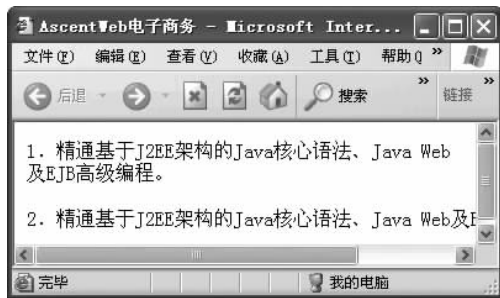 AscentWeb电子商务 - Microsoft Inter...
文件(F) 编辑(E) 查看(V) 收藏(A) 工具(T) 帮助( »
后退 搜索 » 链接 »
1. 精通基于J2EE架构的Java核心语法、Java Web
及EJB高级编程。
2. 精通基于J2EE架构的Java核心语法、Java Web及
完毕 我的电脑